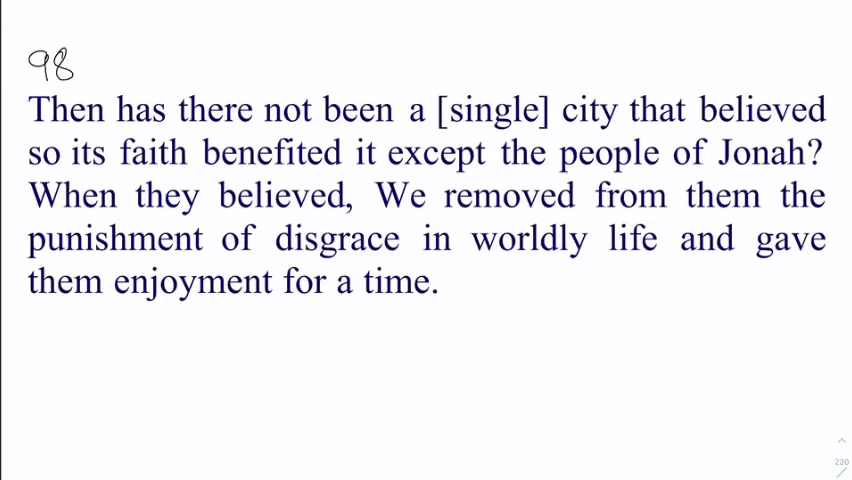 98
Then has there not been a [single] city that believed
so its faith benefited it except the people of Jonah?
When they believed, We removed from them the
punishment of disgrace in worldly life and gave
them enjoyment for a time.
220